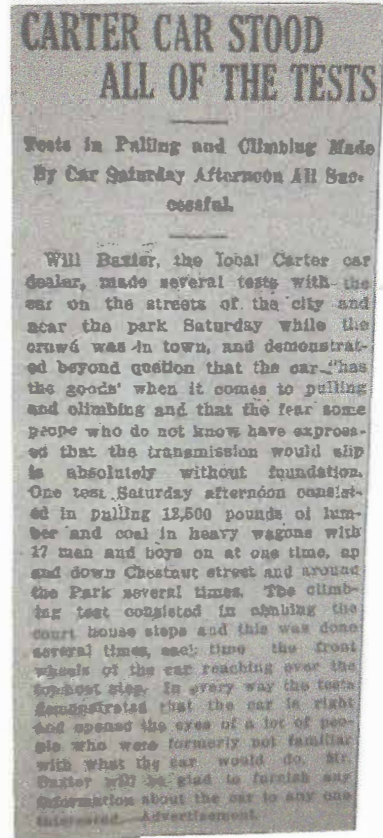 CARTER CAR STOOD
ALL OF THE TESTS
Tests in Pulling and Climbing Made
By Car Saturday Afternoon All Suc-
cessful.
Will Baxter, the local Carter car
dealer, made several tests with the
car on the streets of the city and
near the park Saturday while the
crowd was in town, and demonstrat-
ed beyond qustion that the car "has
the goods' when it comes to pulling
and climbing and that the fear some
peope who do not know have express-
ed that the transmission would slip
is absolutely without foundation.
One test Saturday afternoon consist-
ed in pulling 12,500 pounds of lum-
ber and coal in heavy wagons with
17 man and boys on at one time, up
and down Chestnut street and around
the Park several times. The climb-
ing test consisted in climbing the
court house steps and this was done
several times, each time the front
wheels of the car reaching over the
topmost step. In every way the tests
demonstrated that the car is right
and opened the eyes of a lot of peo-
ple who were formerly not familiar
with what the car would do. Mr.
Baxter will be glad to furnish any
information about the car to any one
interested. Advertisement.